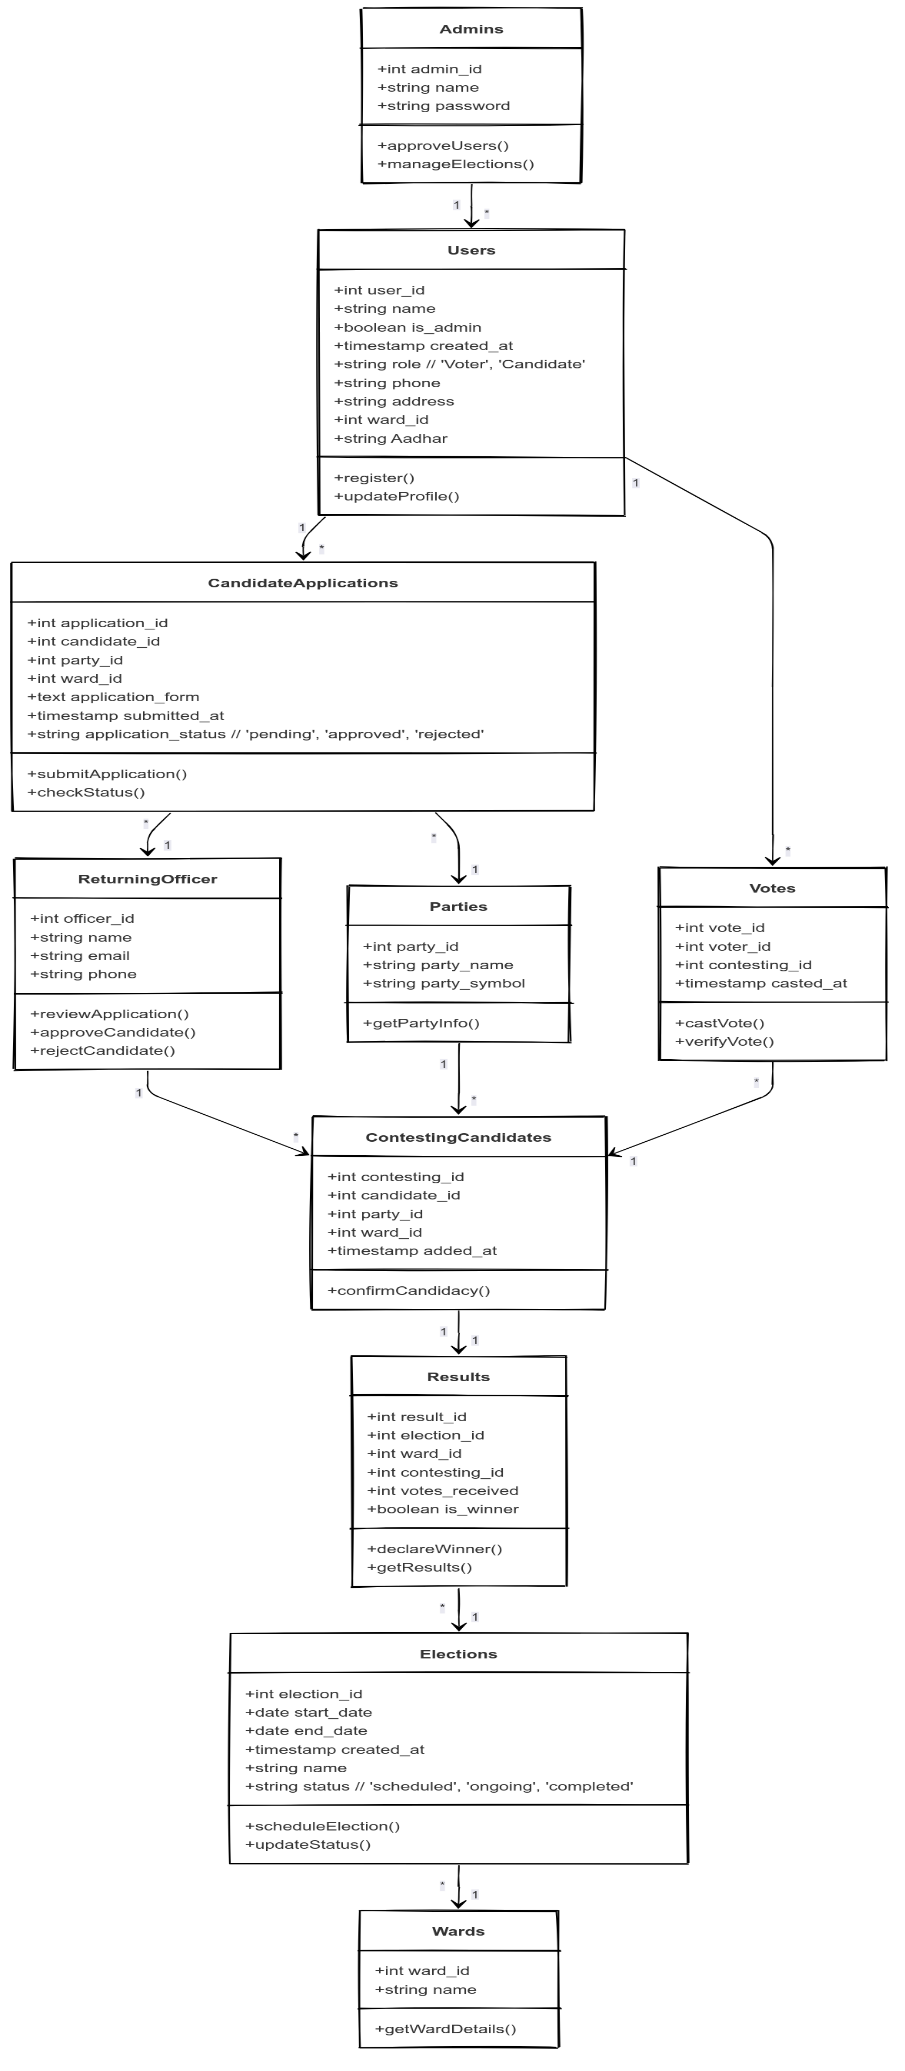 Admins
+int admin_id
+string name
+string password
+approveUsers()
+manageElections()
1
*
Users
+int user_id
+string name
+boolean is_admin
+timestamp created_at
+string role // 'Voter', 'Candidate'
+string phone
+string address
+int ward_id
+string Aadhar
+register()
+updateProfile()
1
1
*
CandidateApplications
+int application_id
+int candidate_id
+int party_id
+int ward_id
+text application_form
+timestamp submitted_at
+string application_status // 'pending', 'approved', 'rejected'
+submitApplication()
+checkStatus()
*
1
*
1
*
ReturningOfficer
+int officer_id
+string name
+string email
+string phone
+reviewApplication()
+approveCandidate()
+rejectCandidate()
Parties
+int party_id
+string party_name
+string party_symbol
+getPartyInfo()
Votes
+int vote_id
+int voter_id
+int contesting_id
+timestamp casted_at
+castVote()
+verifyVote()
1
*
1
*
*
1
ContestingCandidates
+int contesting_id
+int candidate_id
+int party_id
+int ward_id
+timestamp added_at
+confirmCandidacy()
1
1
Results
+int result_id
+int election_id
+int ward_id
+int contesting_id
+int votes_received
+boolean is_winner
+declareWinner()
+getResults()
*
1
Elections
+int election_id
+date start_date
+date end_date
+timestamp created_at
+string name
+string status // 'scheduled', 'ongoing', 'completed'
+scheduleElection()
+updateStatus()
*
1
Wards
+int ward_id
+string name
+getWardDetails()